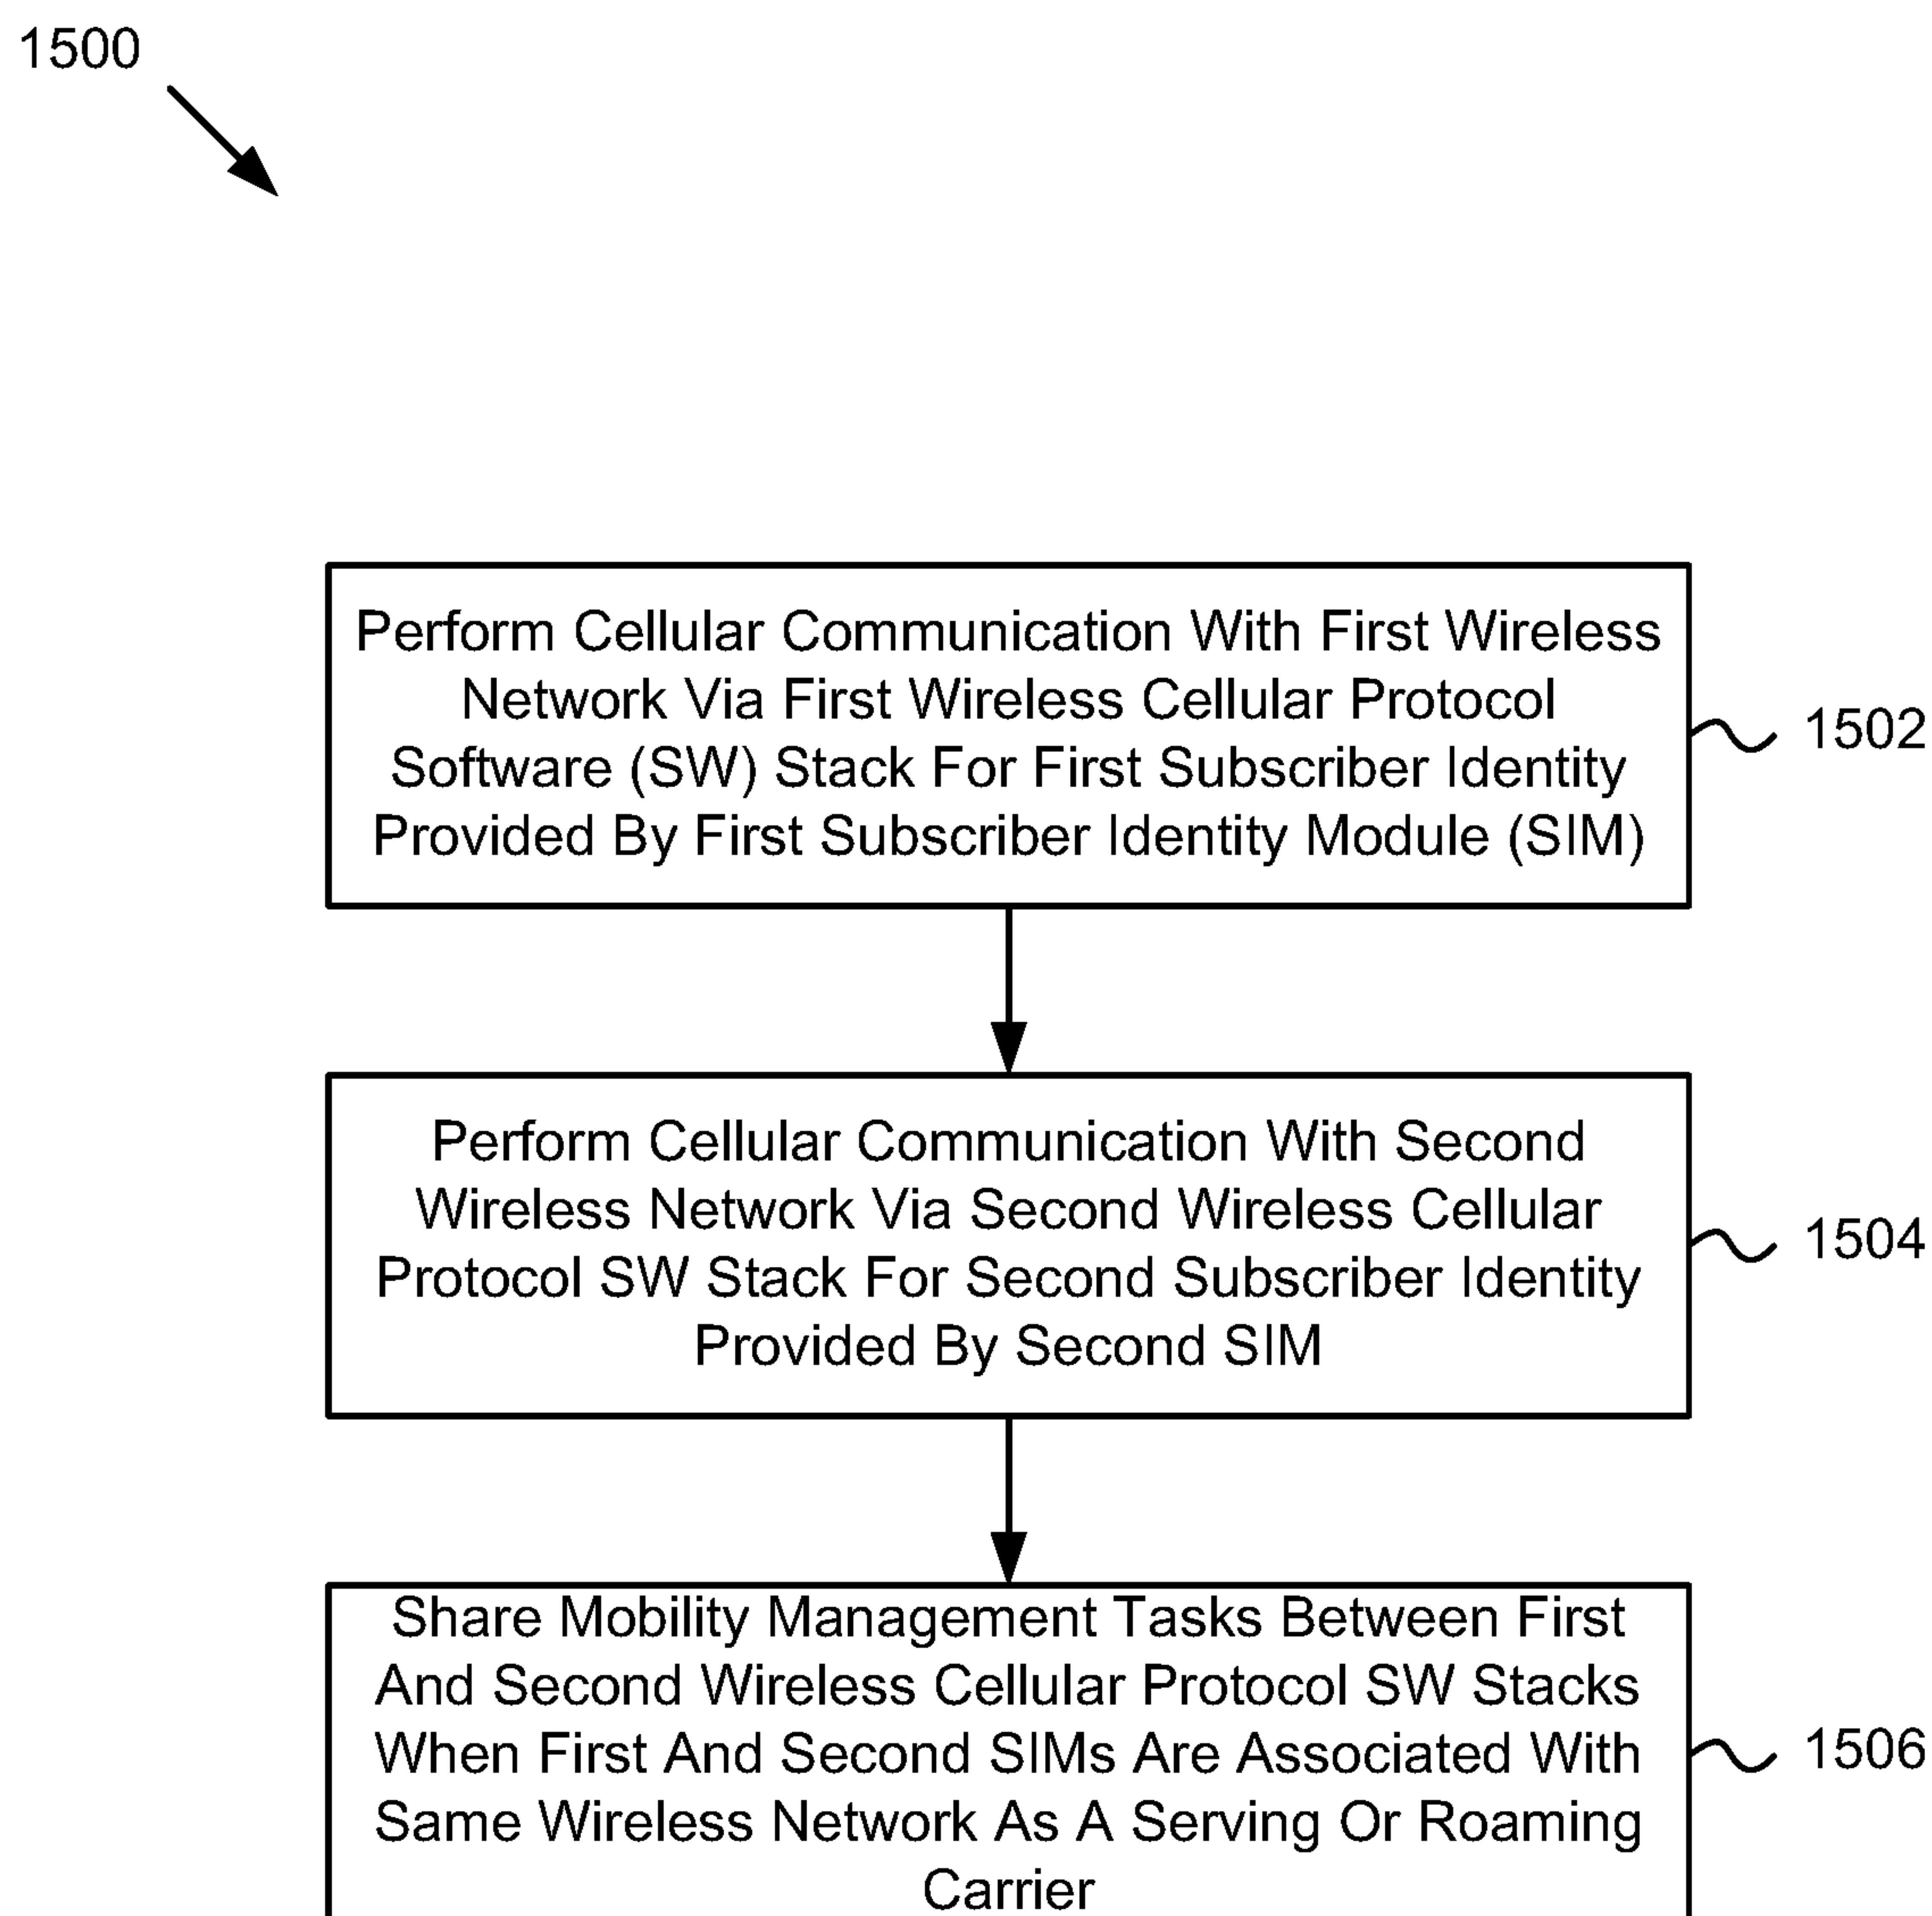 1500
Perform Cellular Communication With First Wireless
Network Via First Wireless Cellular Protocol
Software (SW) Stack For First Subscriber Identity
Provided By First Subscriber Identity Module (SIM)
1502
Perform Cellular Communication With Second
Wireless Network Via Second Wireless Cellular
Protocol SW Stack For Second Subscriber Identity
Provided By Second SIM
1504
Share Mobility Management Tasks Between First
And Second Wireless Cellular Protocol SW Stacks
When First And Second SIMs Are Associated With
Same Wireless Network As A Serving Or Roaming
Carrier
1506